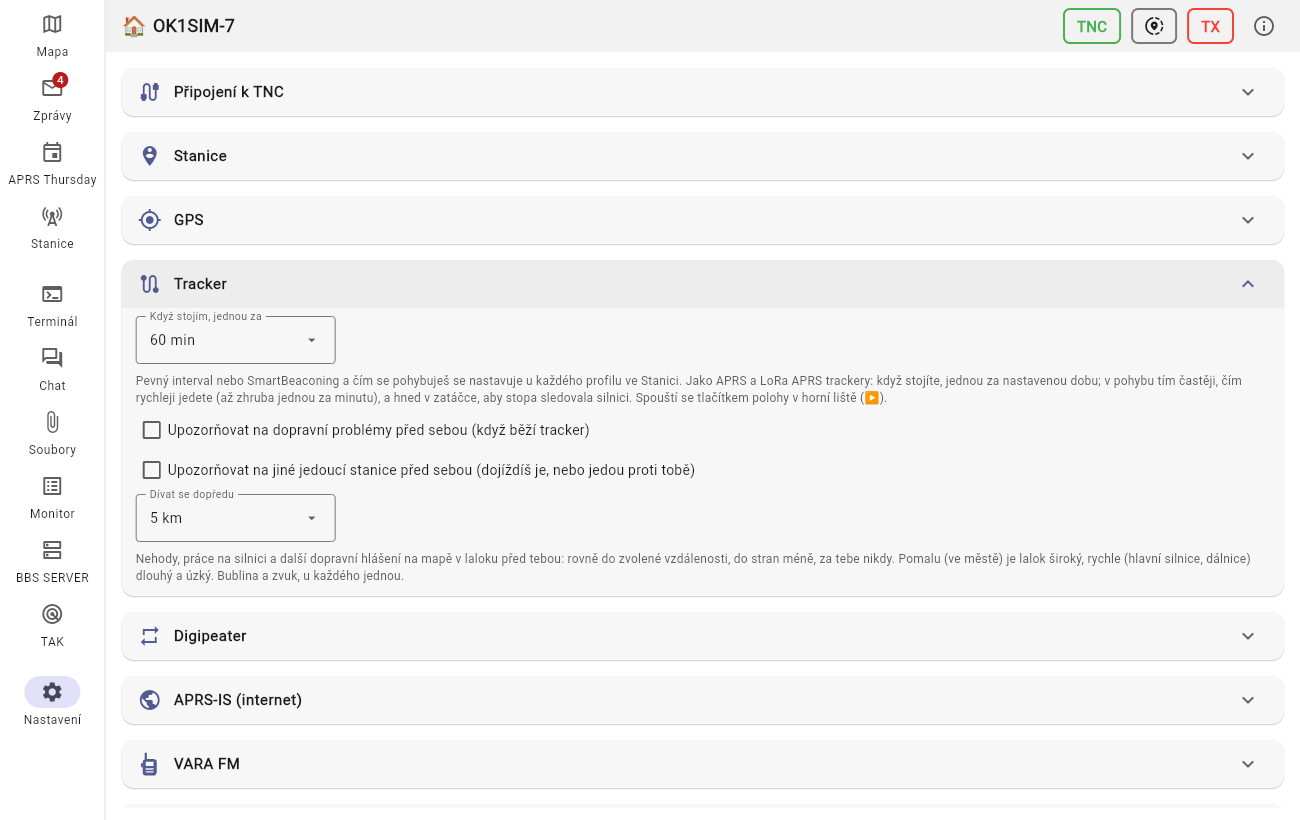 Mapa
4
Zprávy
APRS Thursday
Stanice
Terminál
Chat
Soubory
Monitor
BBS SERVER
TAK
Nastavení
OK1SIM-7
TNC
TX
Připojení k TNC
Stanice
GPS
Tracker
Když stojím, jednou za
60 min
Pevný interval nebo SmartBeaconing a čím se pohybuješ se nastavuje u každého profilu ve Stanici. Jako APRS a LoRa APRS trackery: když stojíte, jednou za nastavenou dobu; v pohybu tím častěji, čím
rychleji jedete (až zhruba jednou za minutu), a hned v zatáčce, aby stopa sledovala silnici. Spouští se tlačítkem polohy v horní liště (▶️).
Upozorňovat na dopravní problémy před sebou (když běží tracker)
Upozorňovat na jiné jedoucí stanice před sebou (dojíždíš je, nebo jedou proti tobě)
Dívat se dopředu
5 km
Nehody, práce na silnici a další dopravní hlášení na mapě v laloku před tebou: rovně do zvolené vzdálenosti, do stran méně, za tebe nikdy. Pomalu (ve městě) je lalok široký, rychle (hlavní silnice, dálnice)
dlouhý a úzký. Bublina a zvuk, u každého jednou.
Digipeater
APRS-IS (internet)
VARA FM